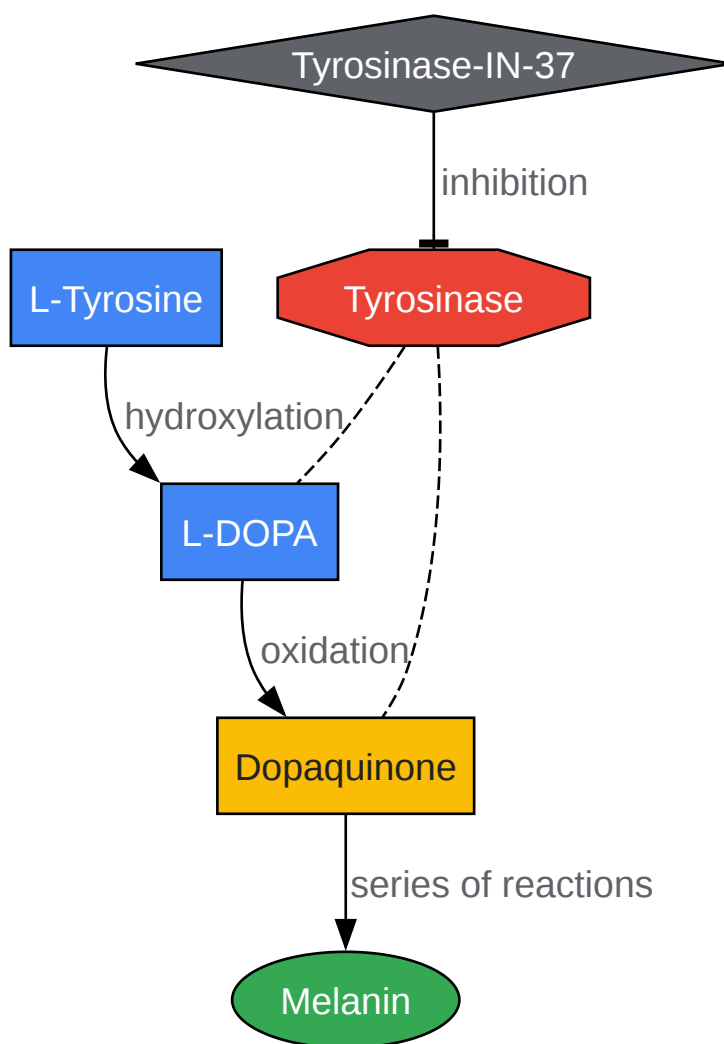 Tyrosinase-IN-37
inhibition
L-Tyrosine
Tyrosinase
hydroxylation
L-DOPA
oxidation
Dopaquinone
series of reactions
Melanin